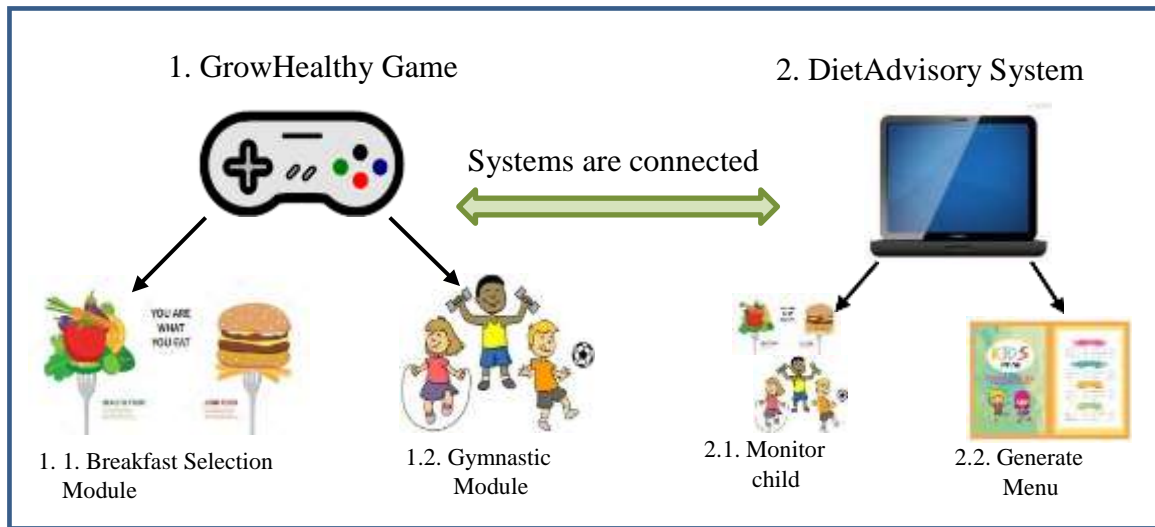 1. GrowHealthy Game
2. DietAdvisory System
Systems are connected
YOU ARE
WHAT
YOU EAT
1. 1. Breakfast Selection
Module
1.2. Gymnastic
Module
2.1. Monitor
child
2.2. Generate
Menu
KIDS